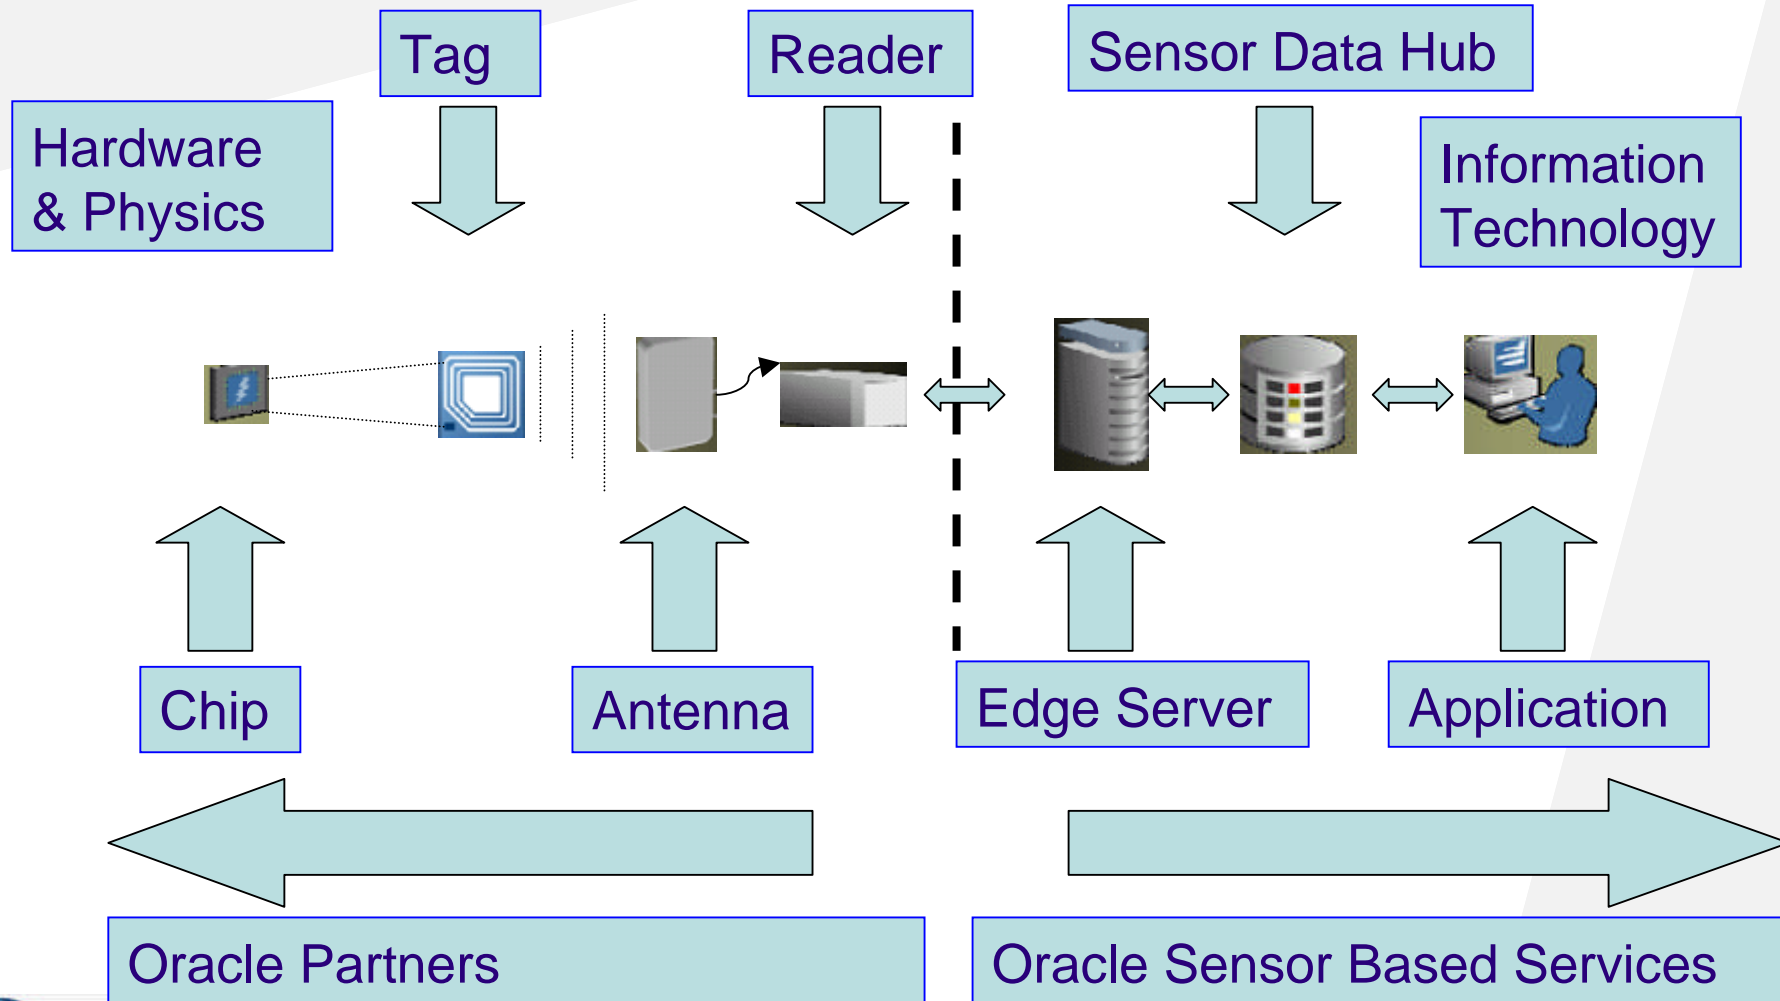 Tag
Reader
Sensor Data Hub
Hardware
& Physics
Information
Technology
Chip
Antenna
Edge Server
Application
Oracle Partners
Oracle Sensor Based Services